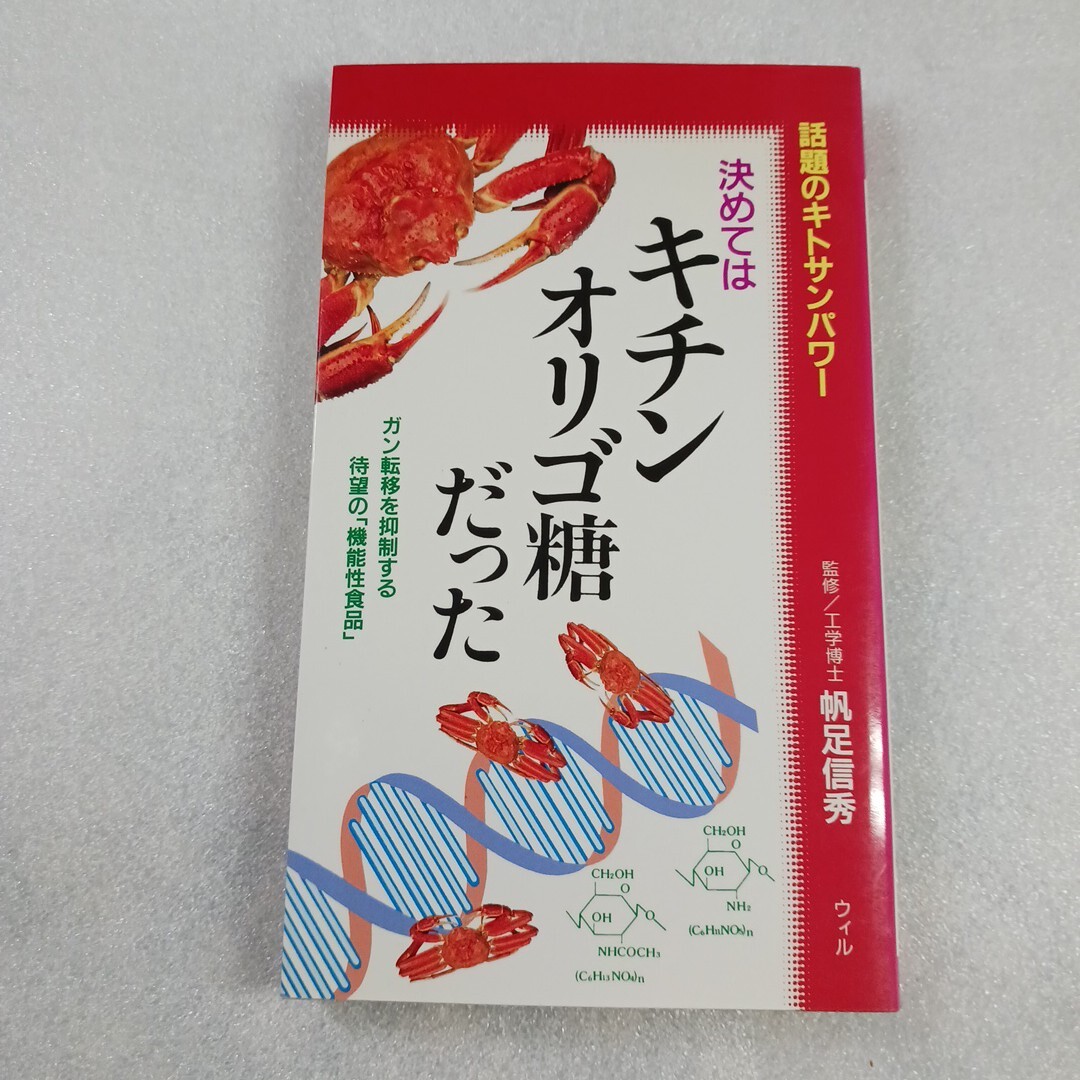 話題のキトサンパワー
監修／工学博士 帆足信秀
ウィル
決めては
キチン
オリゴ糖
だった
ガン転移を抑制する
待望の「機能性食品」
CH₂OH
O
OH
O
NH₂
(C₆H₁₁NO₈)n
CH₂OH
O
OH
O
NHCOCH₃
(C₆H₁₃NO₄)n